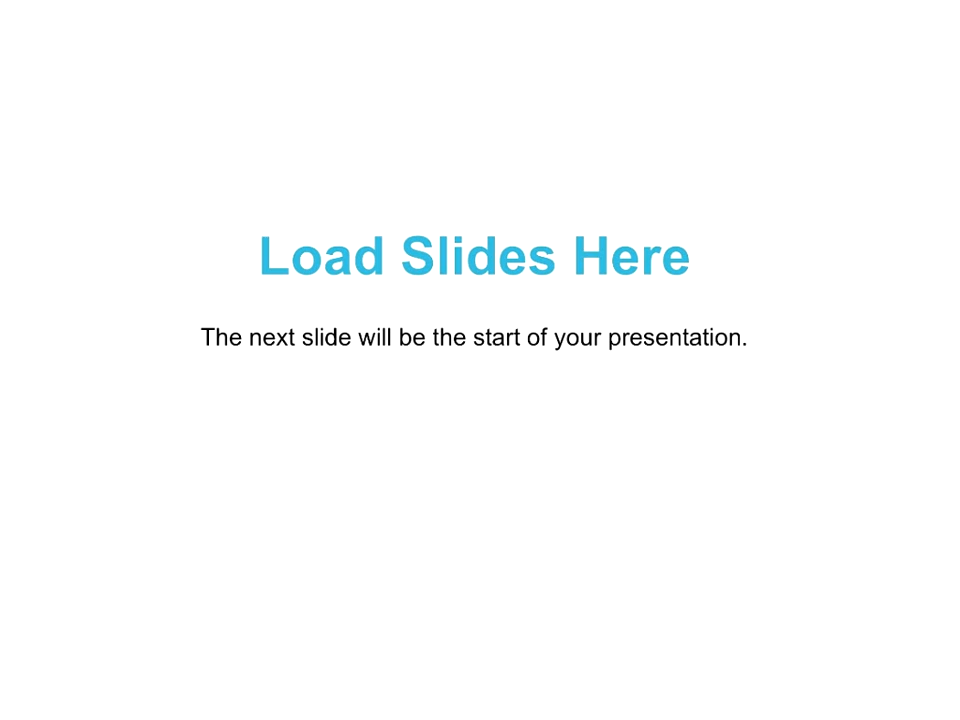 Load Slides Here
The next slide will be the start of your presentation.